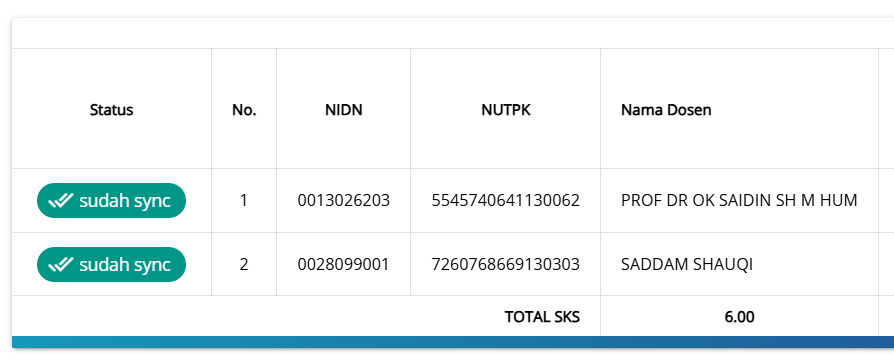 Status No. NIDN NUTPK Nama Dosen
sudah sync 1 0013026203 5545740641130062 PROF DR OK SAIDIN SH M HUM
sudah sync 2 0028099001 7260768669130303 SADDAM SHAUQI
TOTAL SKS 6.00